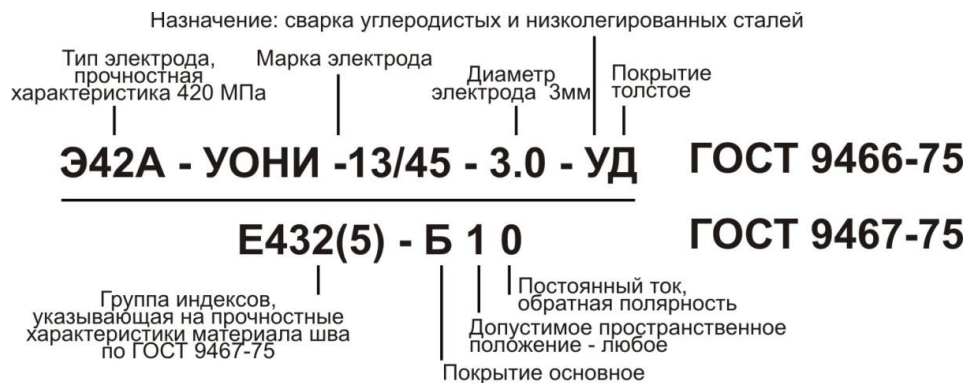 Назначение: сварка углеродистых и низколегированных сталей
Тип электрода,
прочностная
характеристика 420 МПа
Марка электрода
Диаметр
электрода 3мм
Покрытие
толстое
Э42А - УОНИ -13/45 - 3.0 - УД
ГОСТ 9466-75
Е432(5) - Б 1 0
ГОСТ 9467-75
Группа индексов,
указывающая на прочностные
характеристики материала шва
по ГОСТ 9467-75
Постоянный ток,
обратная полярность
Допустимое пространственное
положение - любое
Покрытие основное